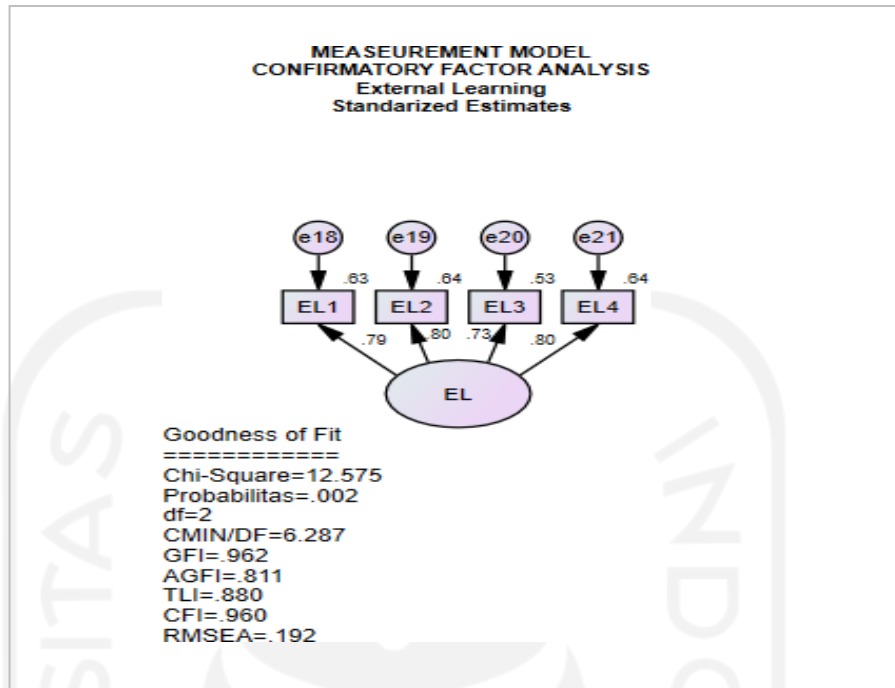 MEASEUREMENT MODEL
CONFIRMATORY FACTOR ANALYSIS
External Learning
Standarized Estimates
e18 e19 e20 e21
.63 .64 .53 .64
EL1 EL2 EL3 EL4
.79 .80 .73 .80
EL
Goodness of Fit
============
Chi-Square=12.575
Probabilitas=.002
df=2
CMIN/DF=6.287
GFI=.962
AGFI=.811
TLI=.880
CFI=.960
RMSEA=.192
SITAS
INDO